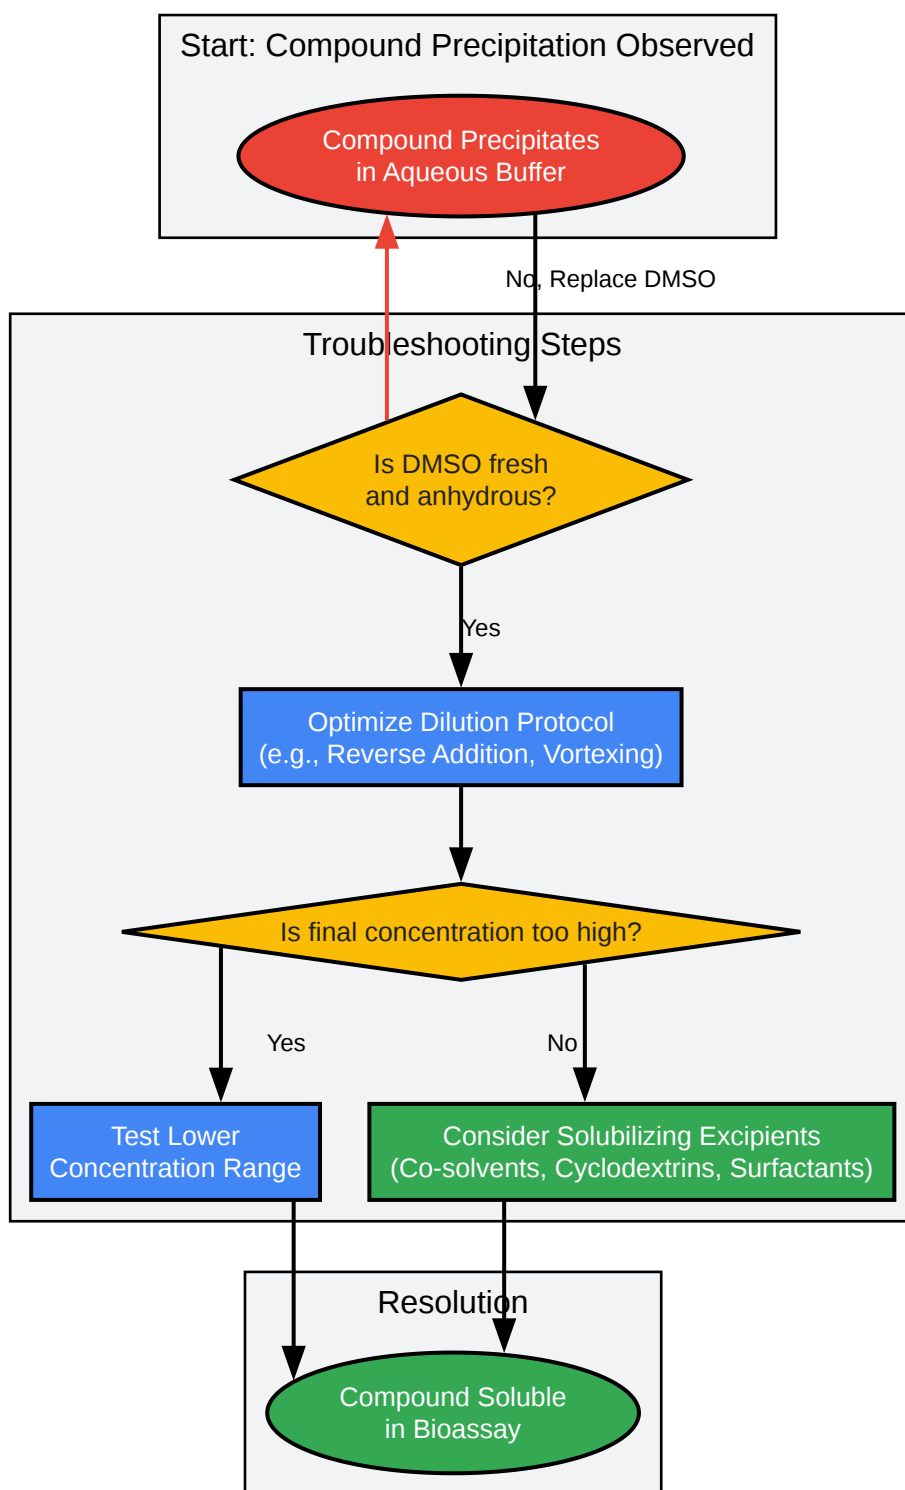 Start: Compound Precipitation Observed
Compound Precipitates
in Aqueous Buffer
No, Replace DMSO
Troubleshooting Steps
Is DMSO fresh
and anhydrous?
Yes
Optimize Dilution Protocol
(e.g., Reverse Addition, Vortexing)
Is final concentration too high?
Yes
No
Test Lower
Concentration Range
Consider Solubilizing Excipients
(Co-solvents, Cyclodextrins, Surfactants)
Resolution
Compound Soluble
in Bioassay